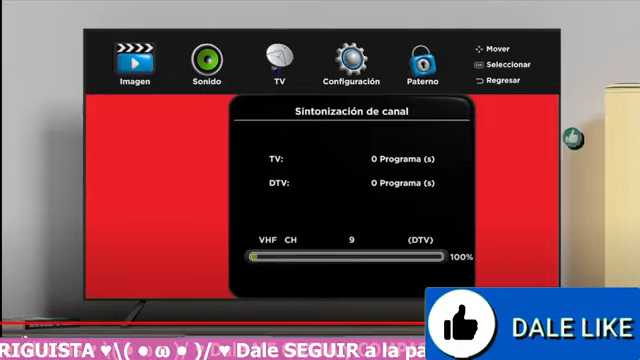 Imagen
Sonido
TV
Configuración
Paterno
Mover
Seleccionar
Regresar
Sintonización de canal
TV: 0 Programa (s)
DTV: 0 Programa (s)
VHF CH 9 (DTV)
100%
RIGUISTA ♥\( ●ω● )/♥ Dale SEGUIR a la pa
DALE LIKE